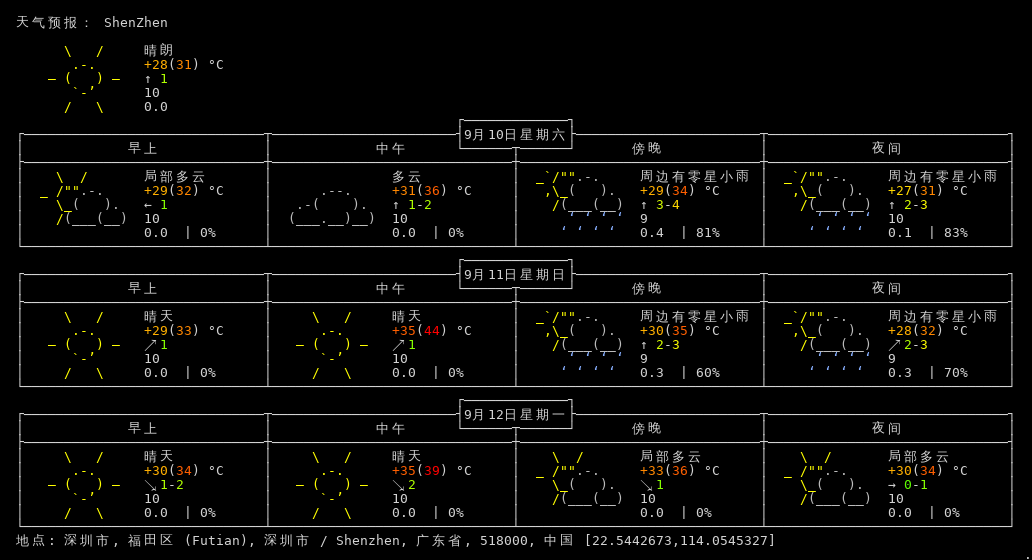 天气预报： ShenZhen
晴朗
+28(31) °C
↑ 1
10
0.0
9月10日星期六
早上 中午 傍晚 夜间
局部多云 多云 周边有零星小雨 周边有零星小雨
+29(32) °C +31(36) °C +29(34) °C +27(31) °C
← 1 ↑ 1-2 ↑ 3-4 ↑ 2-3
10 10 9 10
0.0 | 0% 0.0 | 0% 0.4 | 81% 0.1 | 83%
9月11日星期日
早上 中午 傍晚 夜间
晴天 晴天 周边有零星小雨 周边有零星小雨
+29(33) °C +35(44) °C +30(35) °C +28(32) °C
↗ 1 ↗ 1 ↑ 2-3 ↗ 2-3
10 10 9 9
0.0 | 0% 0.0 | 0% 0.3 | 60% 0.3 | 70%
9月12日星期一
早上 中午 傍晚 夜间
晴天 晴天 局部多云 局部多云
+30(34) °C +35(39) °C +33(36) °C +30(34) °C
↘ 1-2 ↘ 2 ↘ 1 → 0-1
10 10 10 10
0.0 | 0% 0.0 | 0% 0.0 | 0% 0.0 | 0%
地点: 深圳市, 福田区 (Futian), 深圳市 / Shenzhen, 广东省, 518000, 中国 [22.5442673,114.0545327]